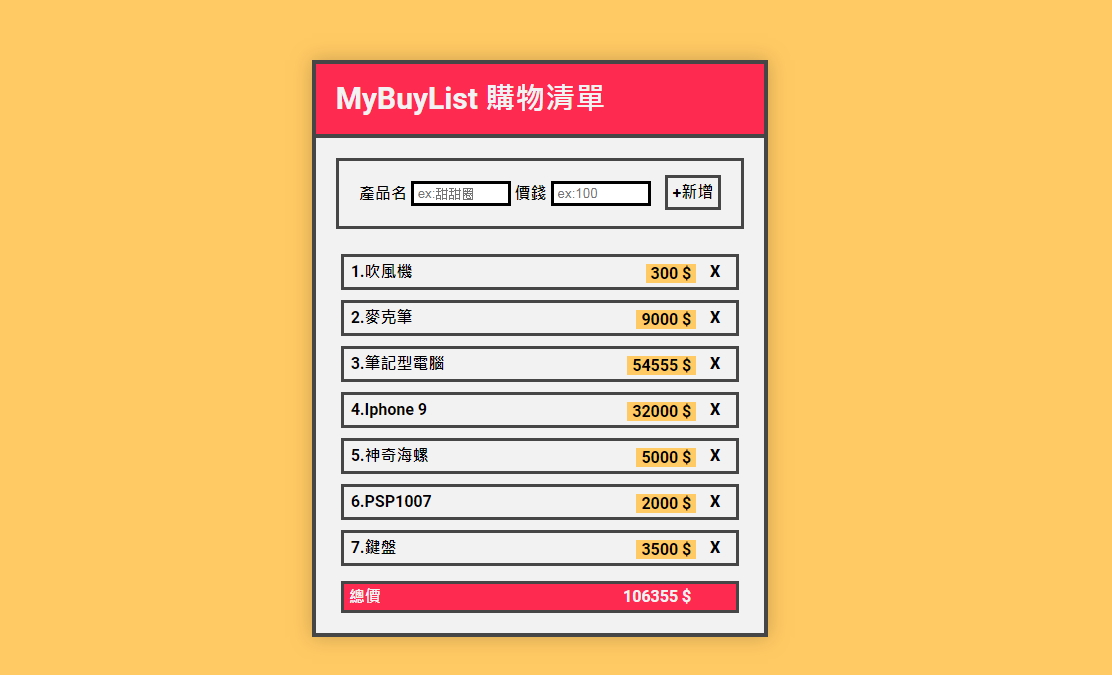 MyBuyList 購物清單
產品名 ex:甜甜圈 價錢 ex:100 +新增
1.吹風機 300 $ X
2.麥克筆 9000 $ X
3.筆記型電腦 54555 $ X
4.Iphone 9 32000 $ X
5.神奇海螺 5000 $ X
6.PSP1007 2000 $ X
7.鍵盤 3500 $ X
總價 106355 $